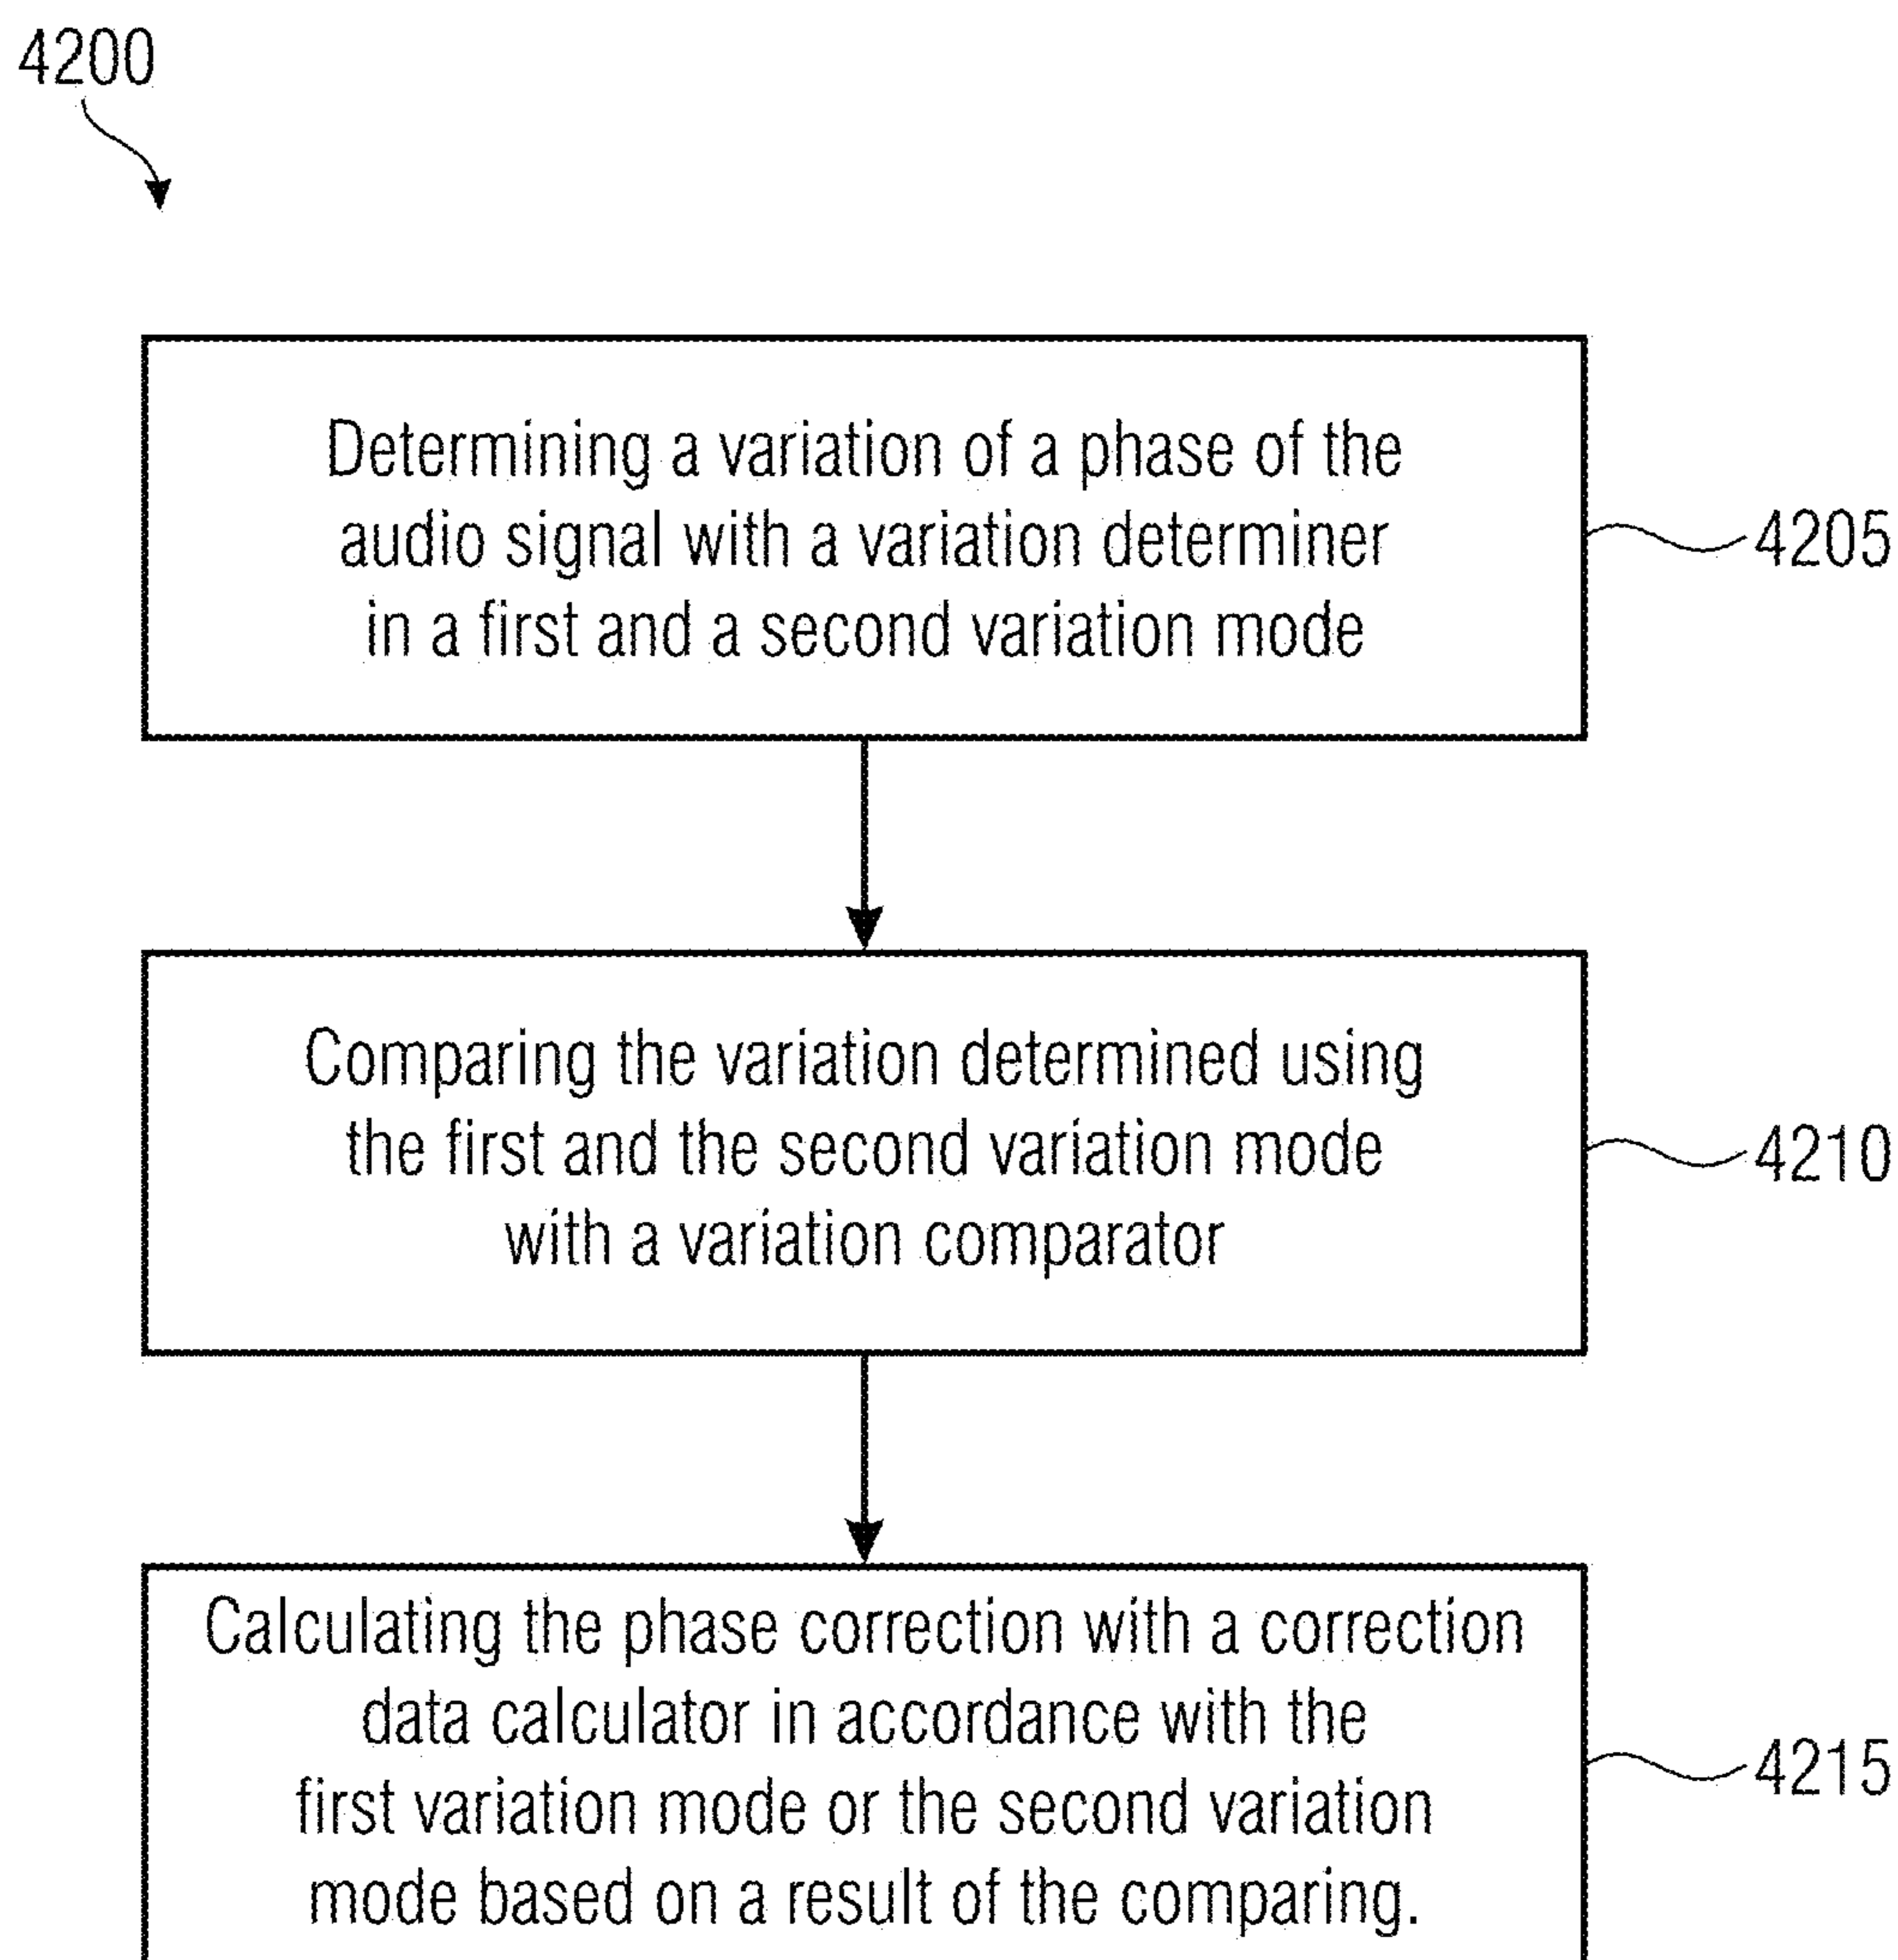 4200
Determining a variation of a phase of the
audio signal with a variation determiner
in a first and a second variation mode
4205
Comparing the variation determined using
the first and the second variation mode
with a variation comparator
4210
Calculating the phase correction with a correction
data calculator in accordance with the
first variation mode or the second variation
mode based on a result of the comparing.
4215